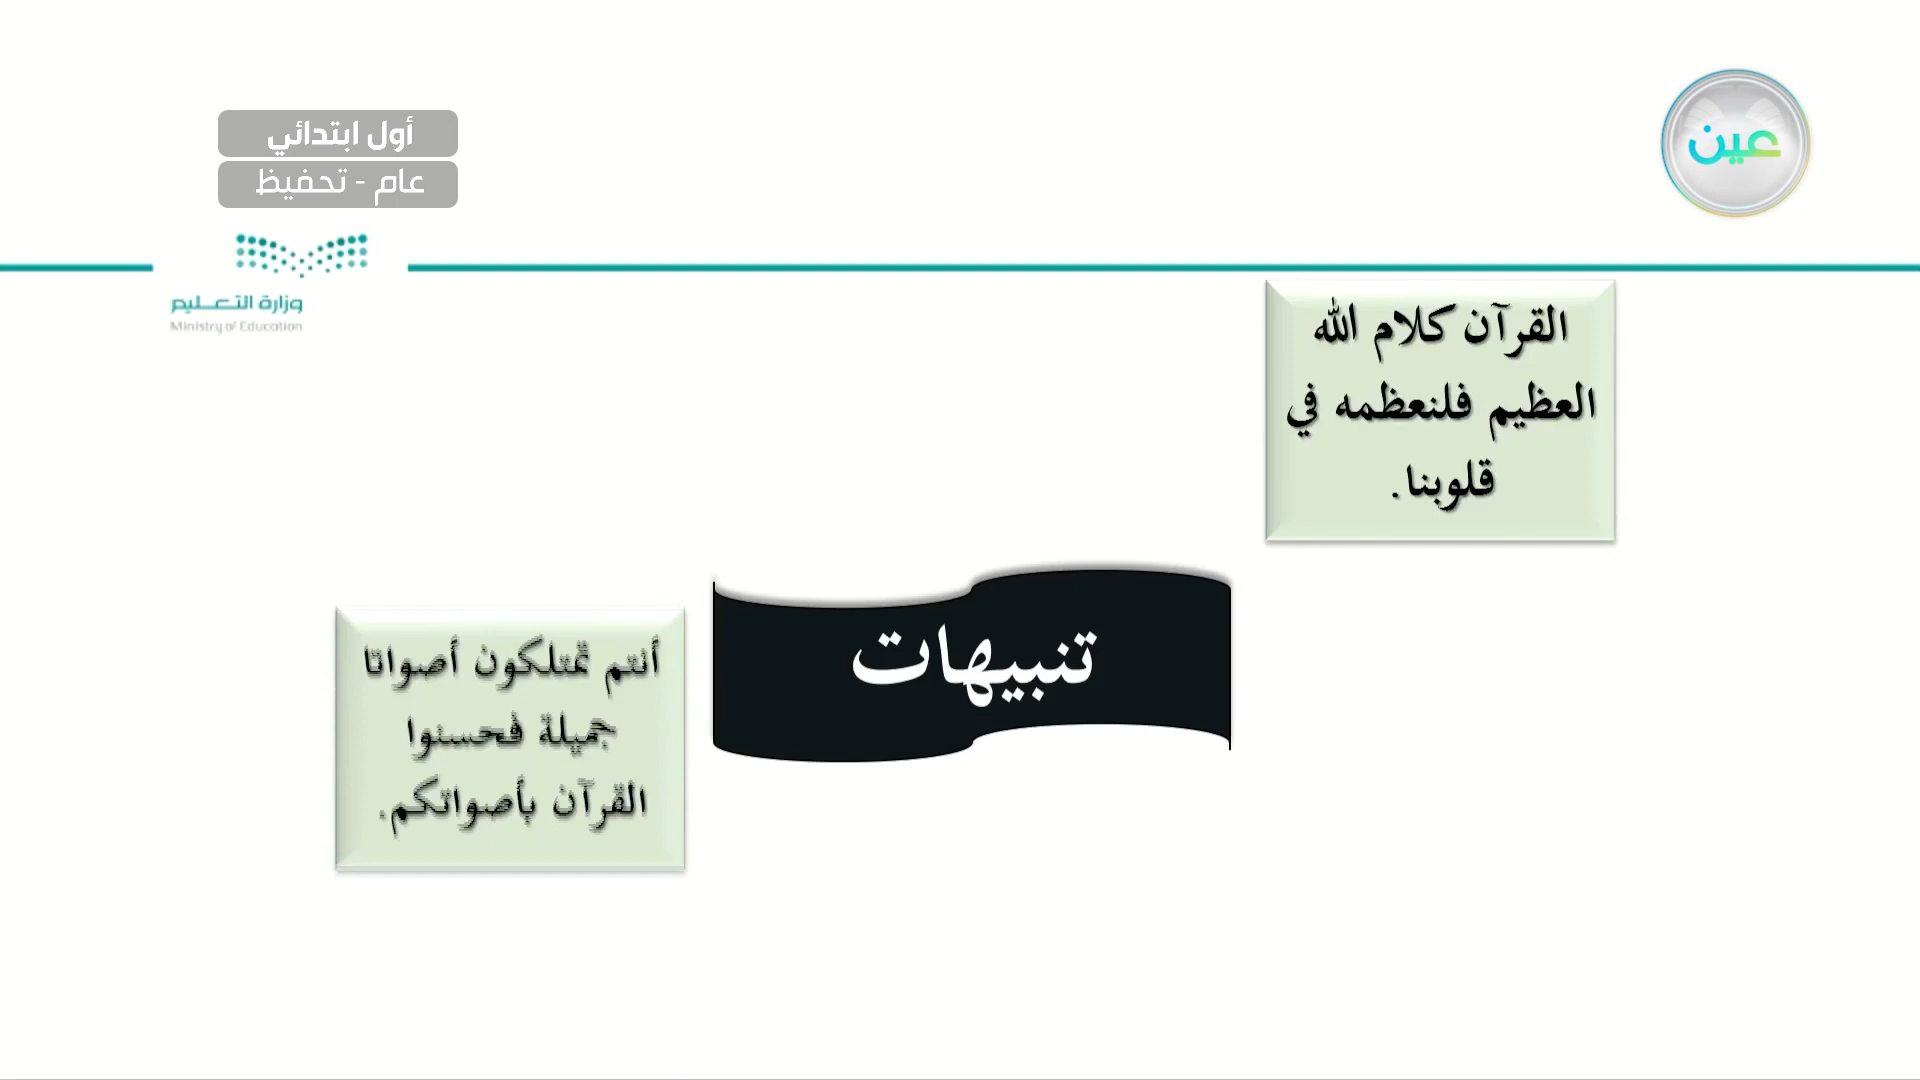 عين
أول ابتدائي
عام - تحفيظ
وزارة التعليم
Ministry of Education
القرآن كلام الله
العظيم فلنعظمه في
قلوبنا.
تنبيهات
أنتم تمتلكون أصواتا
جميلة فحسنوا
القرآن بأصواتكم.